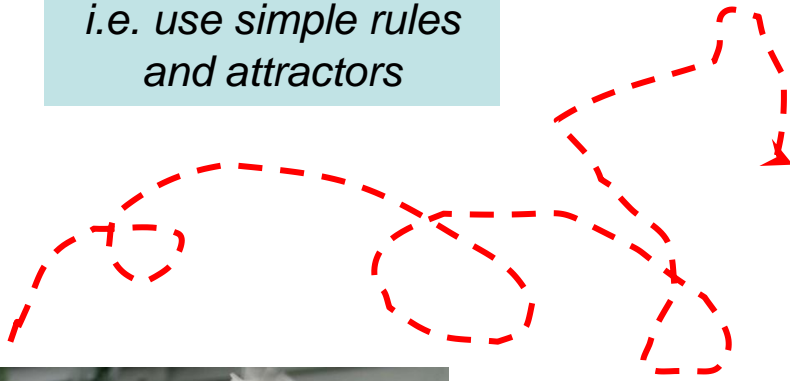 i.e. use simple rules
and attractors